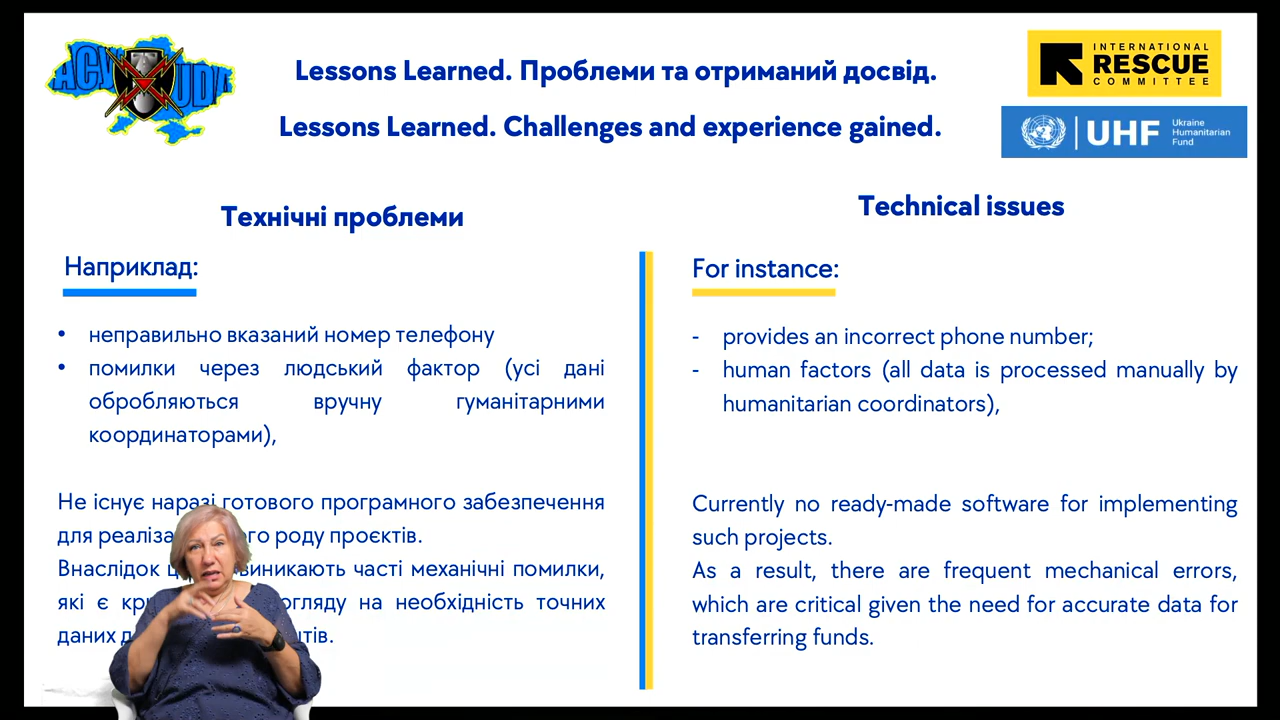 АСУ UDA
Lessons Learned. Проблеми та отриманий досвід.
Lessons Learned. Challenges and experience gained.
INTERNATIONAL
RESCUE
COMMITTEE
UHF
Ukraine
Humanitarian
Fund
Технічні проблеми
Наприклад:
• неправильно вказаний номер телефону
• помилки через людський фактор (усі дані
обробляються вручну гуманітарними
координаторами),
Не існує наразі готового програмного забезпечення
для роду проєктів.
Внаслідок виникають часті механічні помилки,
які є на необхідність точних
даних
Technical issues
For instance:
- provides an incorrect phone number;
- human factors (all data is processed manually by
humanitarian coordinators),
Currently no ready-made software for implementing
such projects.
As a result, there are frequent mechanical errors,
which are critical given the need for accurate data for
transferring funds.